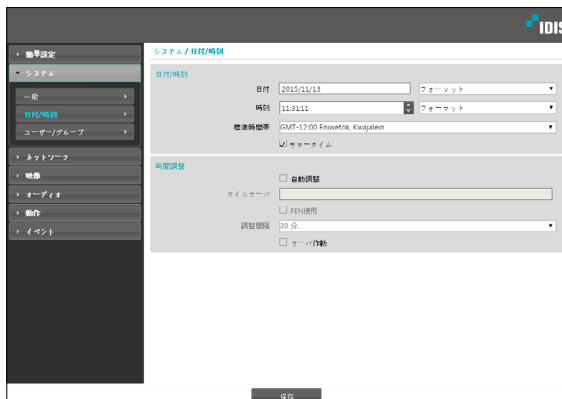 IDIS
簡単設定
システム
一般
日付/時刻
ユーザー/グループ
ネットワーク
映像
オーディオ
動作
イベント
システム / 日付/時刻
日付/時刻
日付 2015/11/13 フォーマット
時刻 11:31:11 フォーマット
標準時間帯 GMT-12:00 Eniwetok, Kwajalein
サマータイム
時間調整
自動調整
タイムサーバ
FEN使用
調整間隔 30 分.
サーバ作動
保存